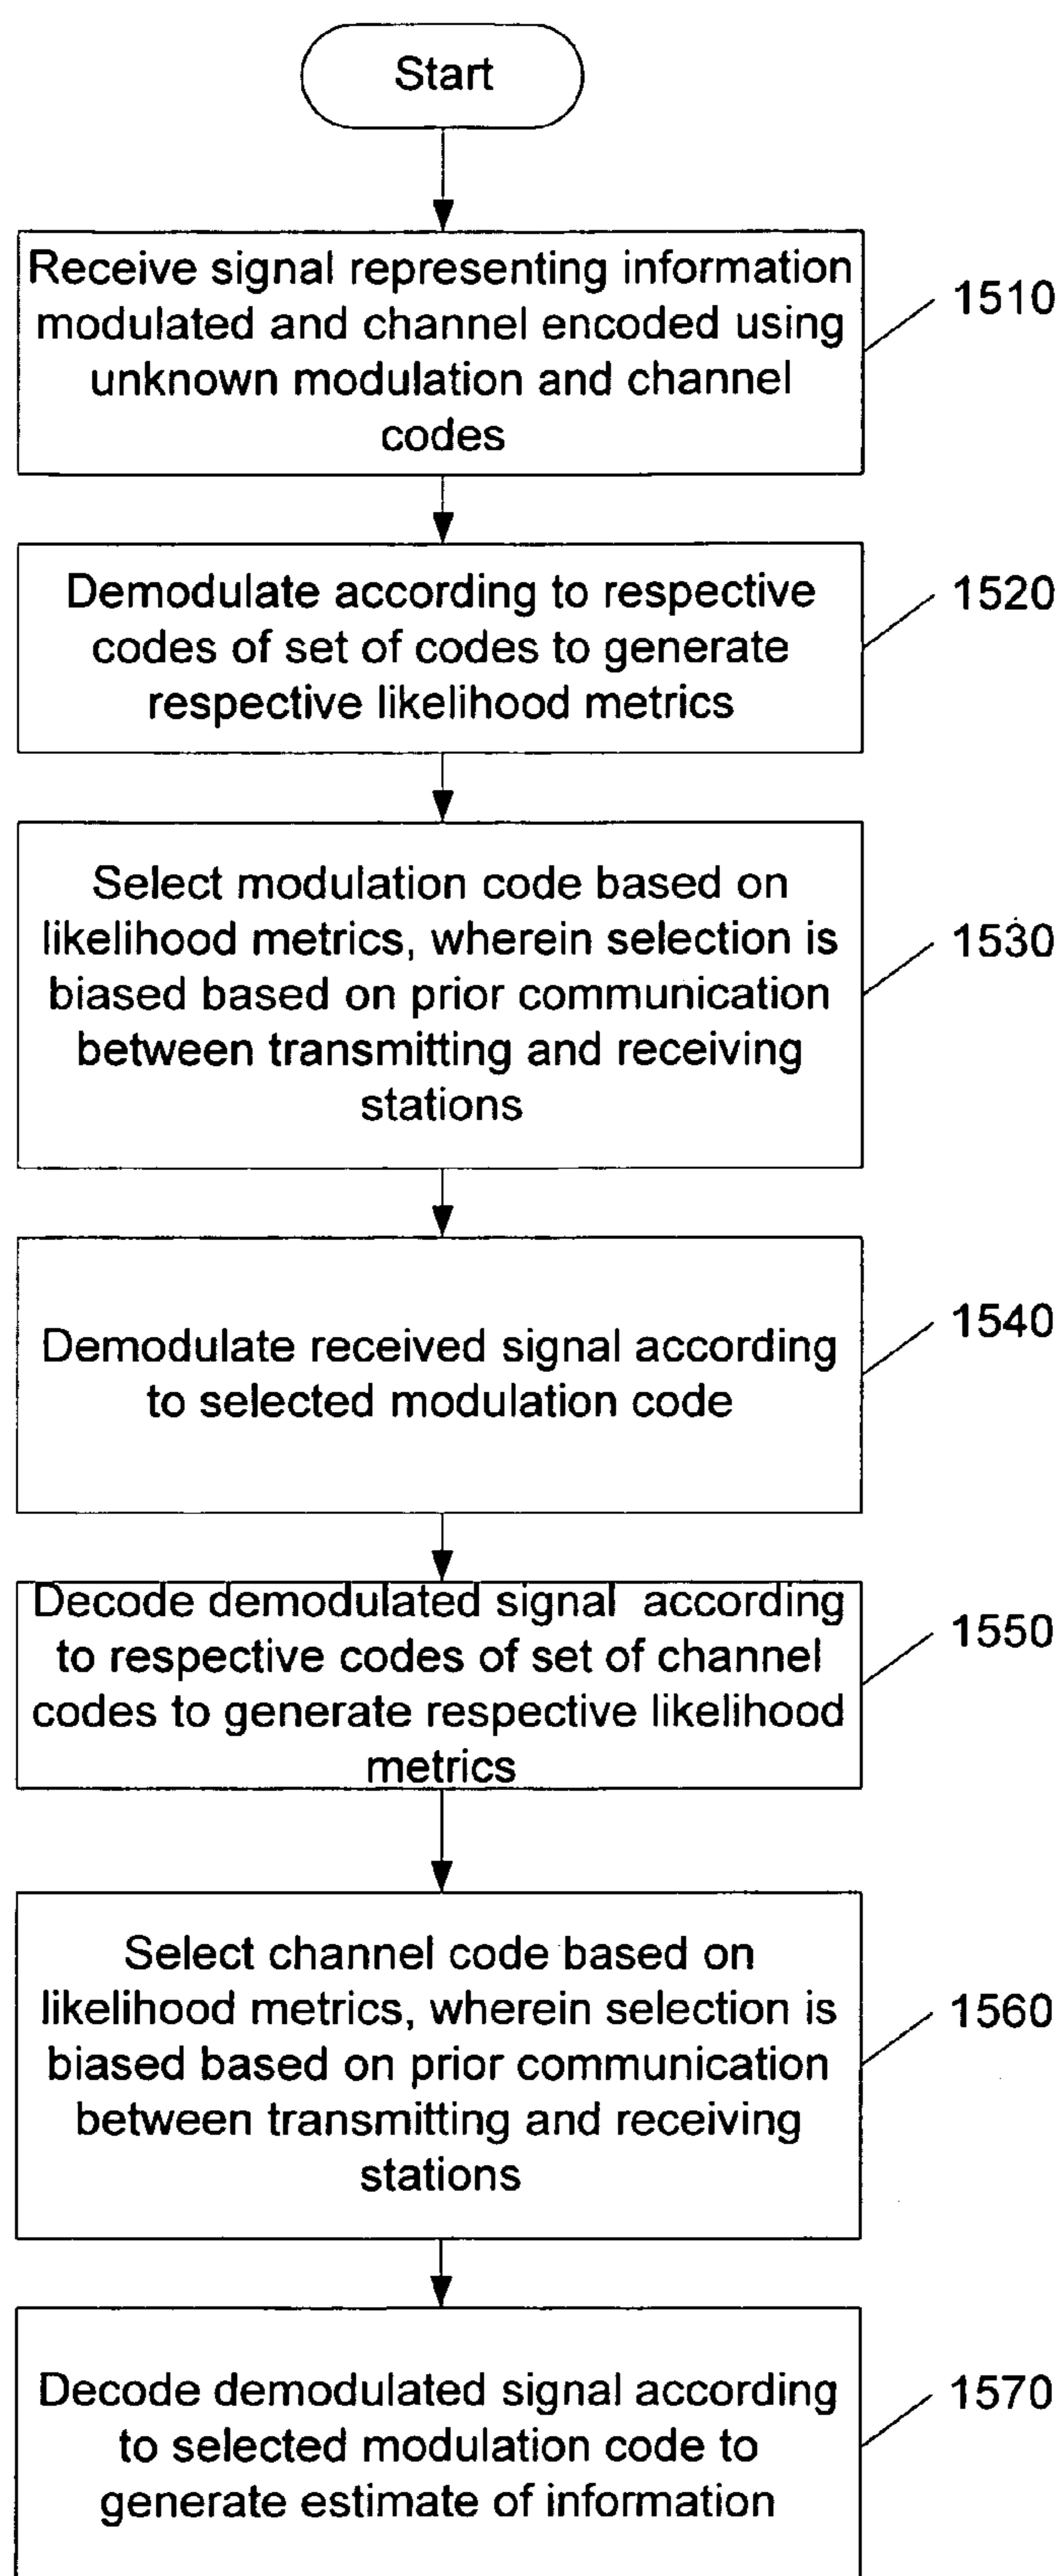 Start
Receive signal representing information
modulated and channel encoded using
unknown modulation and channel
codes
1510
Demodulate according to respective
codes of set of codes to generate
respective likelihood metrics
1520
Select modulation code based on
likelihood metrics, wherein selection is
biased based on prior communication
between transmitting and receiving
stations
1530
Demodulate received signal according
to selected modulation code
1540
Decode demodulated signal according
to respective codes of set of channel
codes to generate respective likelihood
metrics
1550
Select channel code based on
likelihood metrics, wherein selection is
biased based on prior communication
between transmitting and receiving
stations
1560
Decode demodulated signal according
to selected modulation code to
generate estimate of information
1570